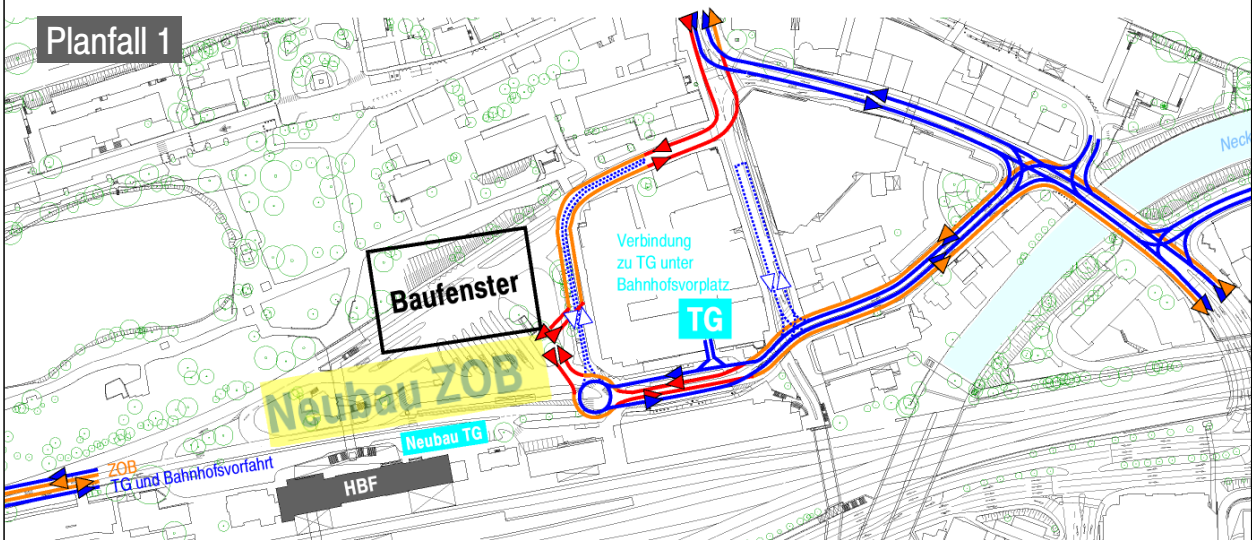 Planfall 1
Neck
Verbindung
zu TG unter
Bahnhofsvorplatz
TG
Baufenster
Neubau ZOB
Neubau TG
ZOB
TG und Bahnhofsvorfahrt
HBF